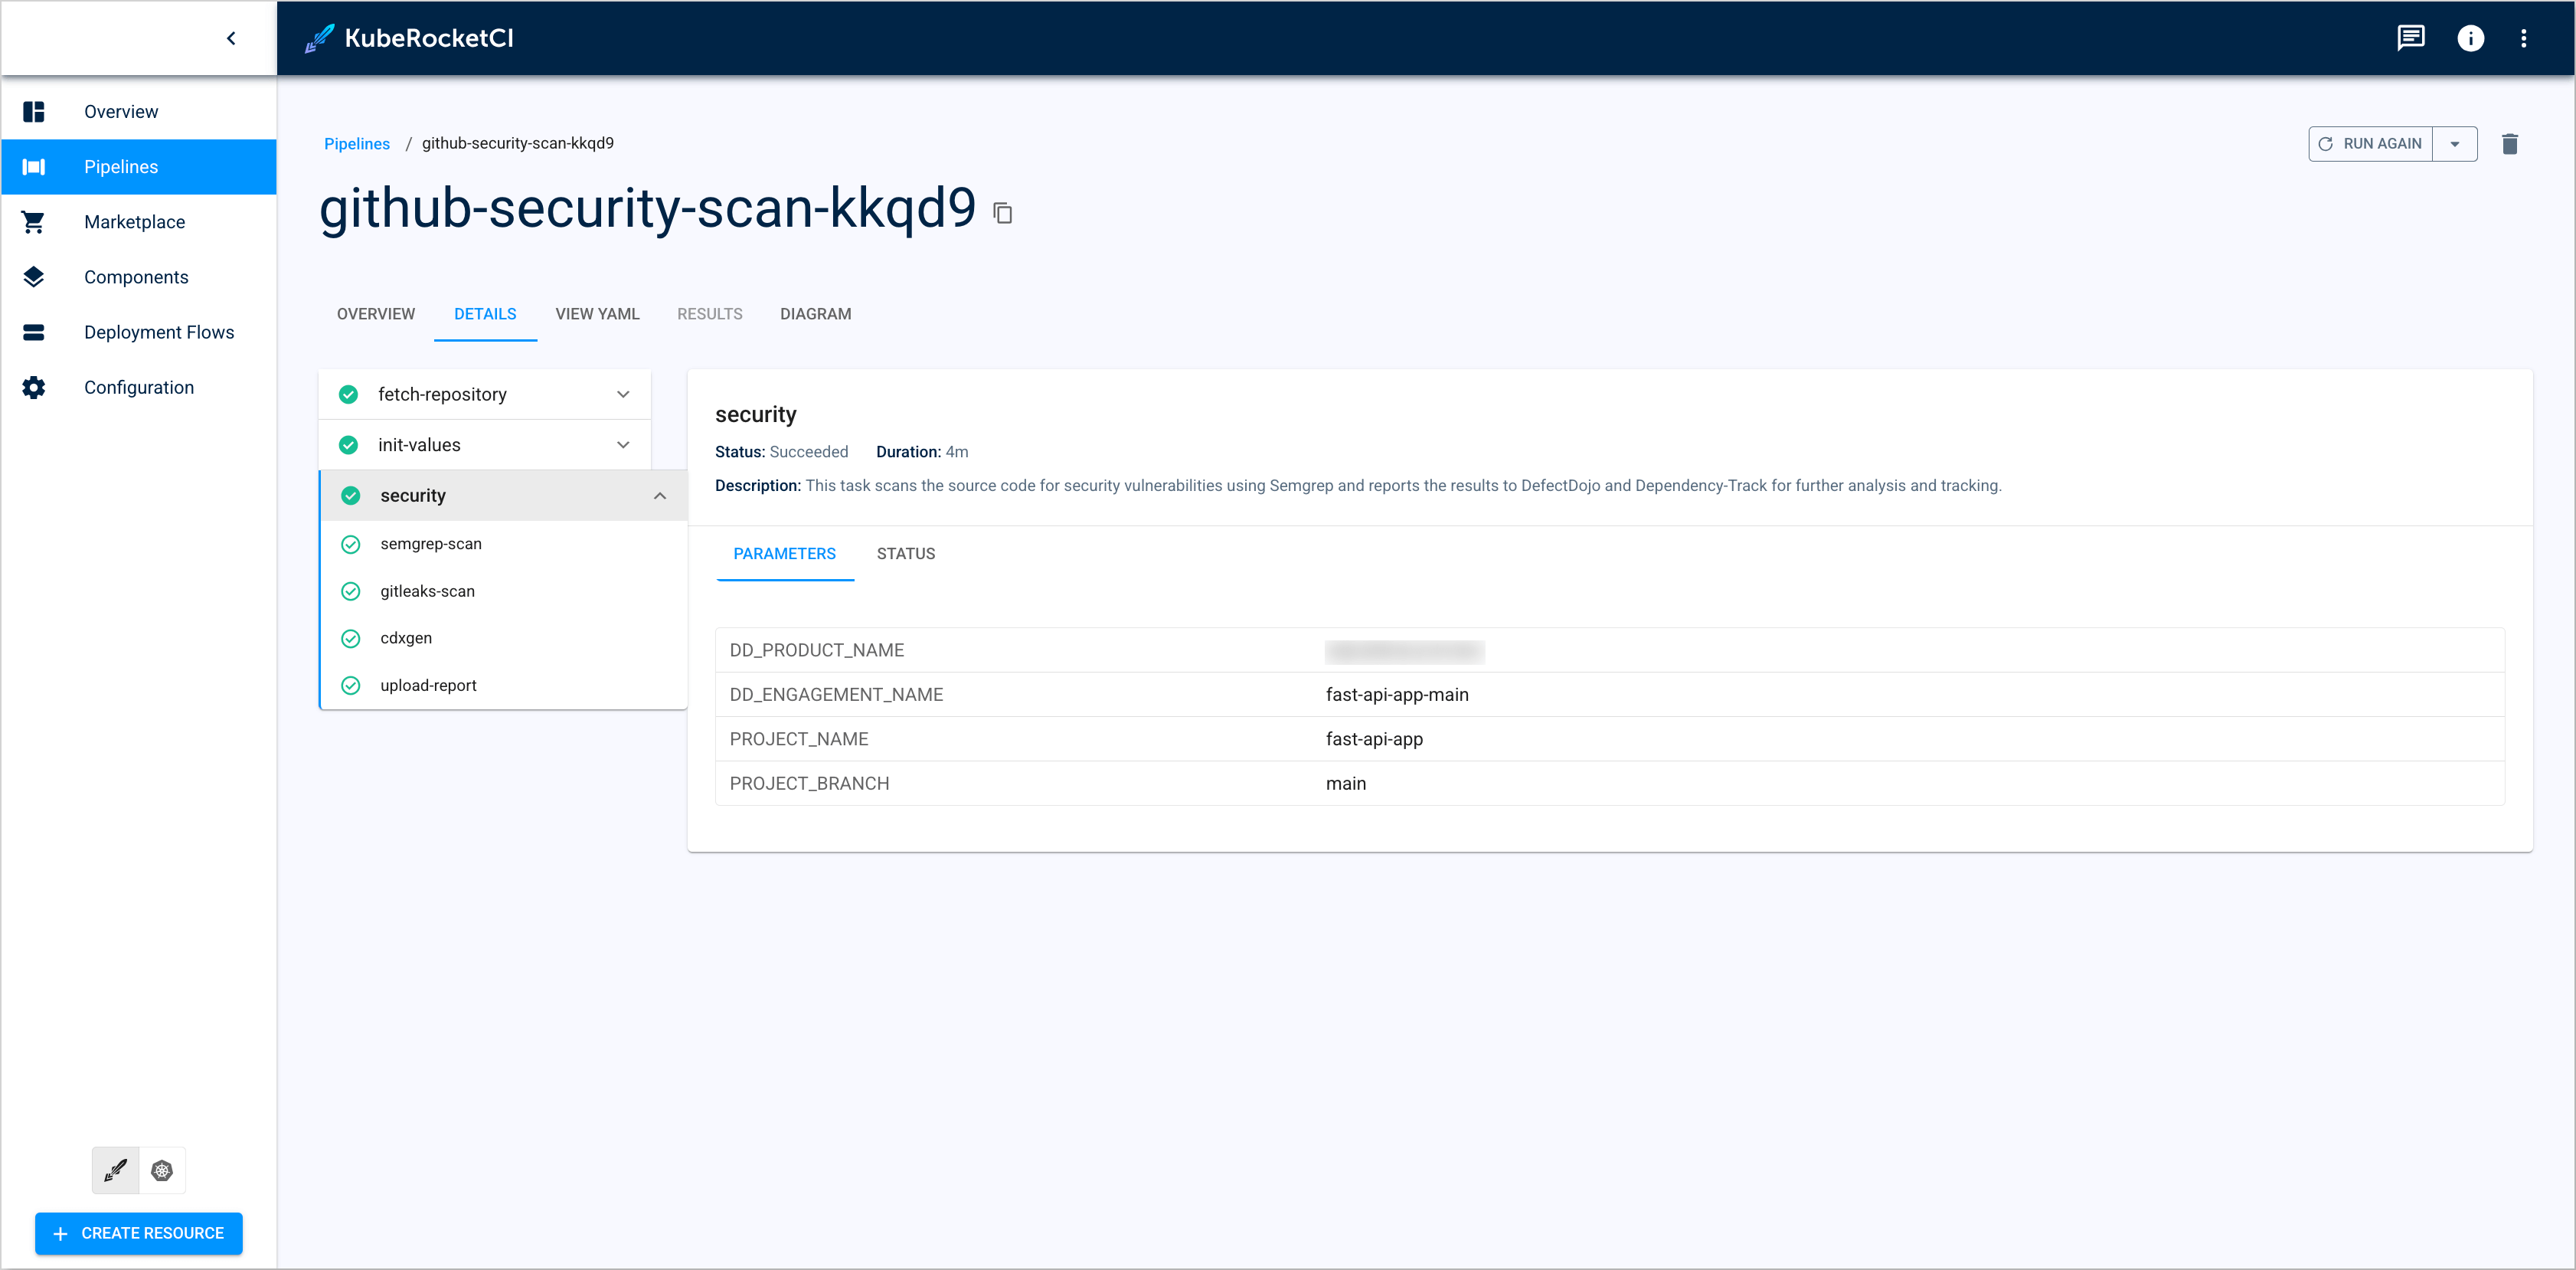 KubeRocketCI
Overview
Pipelines
Marketplace
Components
Deployment Flows
Configuration
CREATE RESOURCE
Pipelines / github-security-scan-kkqd9
RUN AGAIN
github-security-scan-kkqd9
OVERVIEW DETAILS VIEW YAML RESULTS DIAGRAM
fetch-repository
init-values
security
semgrep-scan
gitleaks-scan
cdxgen
upload-report
security
Status: Succeeded Duration: 4m
Description: This task scans the source code for security vulnerabilities using Semgrep and reports the results to DefectDojo and Dependency-Track for further analysis and tracking.
PARAMETERS STATUS
DD_PRODUCT_NAME
DD_ENGAGEMENT_NAME fast-api-app-main
PROJECT_NAME fast-api-app
PROJECT_BRANCH main